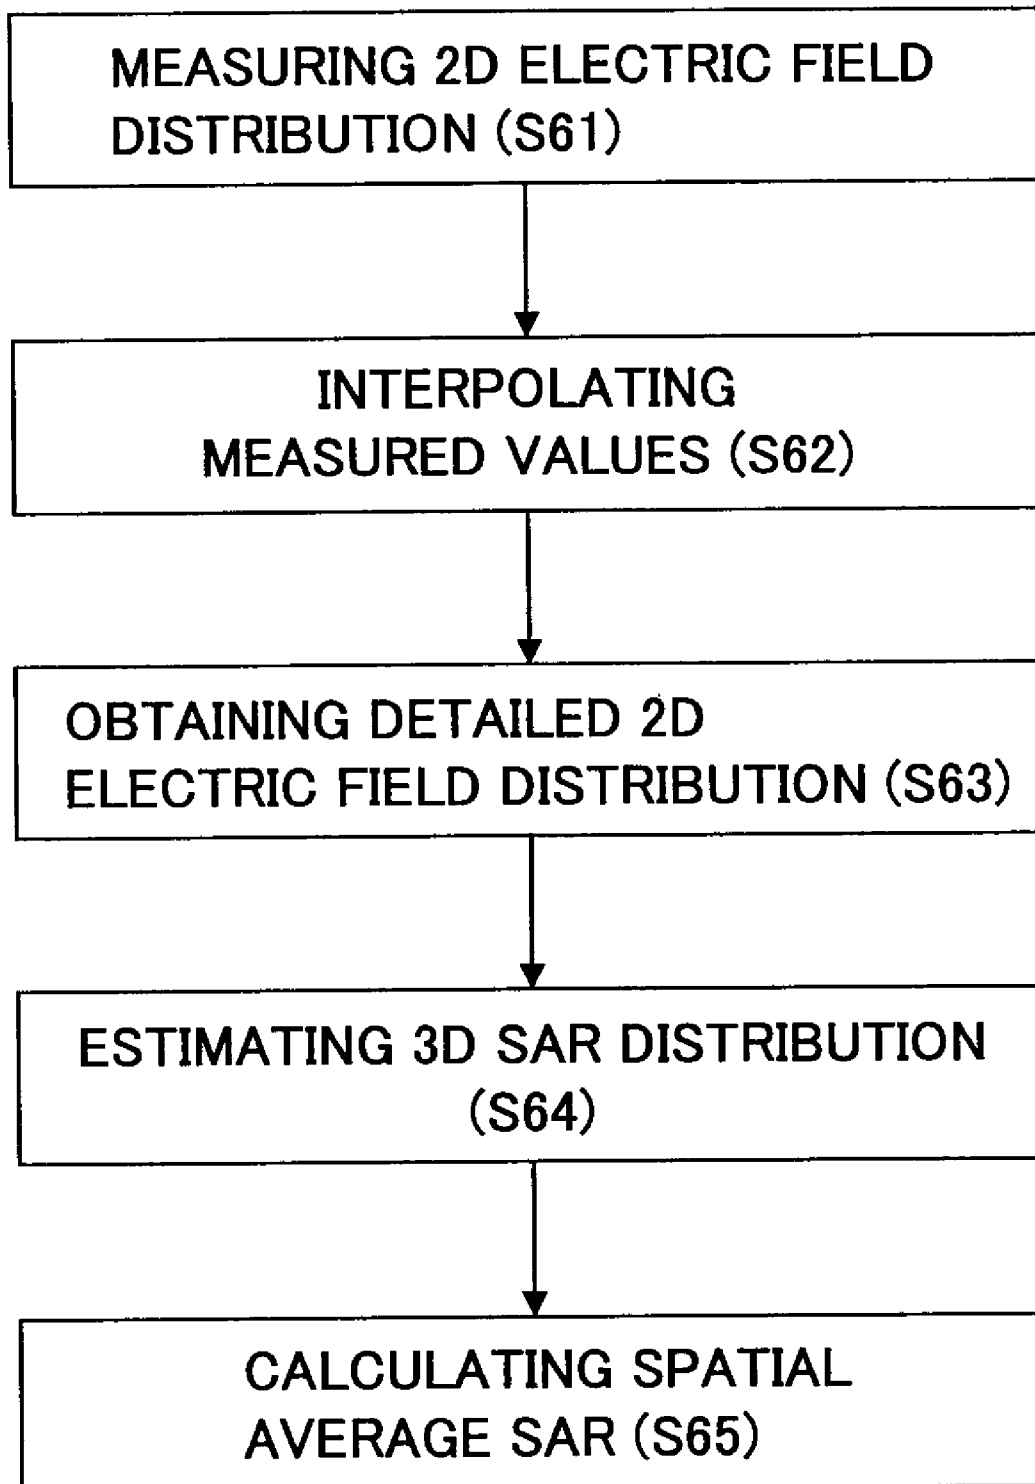 MEASURING 2D ELECTRIC FIELD
DISTRIBUTION (S61)
INTERPOLATING
MEASURED VALUES (S62)
OBTAINING DETAILED 2D
ELECTRIC FIELD DISTRIBUTION (S63)
ESTIMATING 3D SAR DISTRIBUTION
(S64)
CALCULATING SPATIAL
AVERAGE SAR (S65)